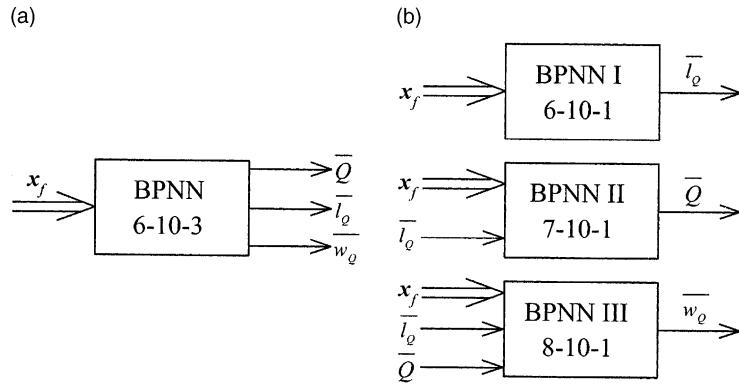 (a)
x_f
BPNN
6-10-3
Q̅
l̅_Q
w̅_Q
(b)
x_f
BPNN I
6-10-1
l̅_Q
x_f
l̅_Q
BPNN II
7-10-1
Q̅
x_f
l̅_Q
Q̅
BPNN III
8-10-1
w̅_Q